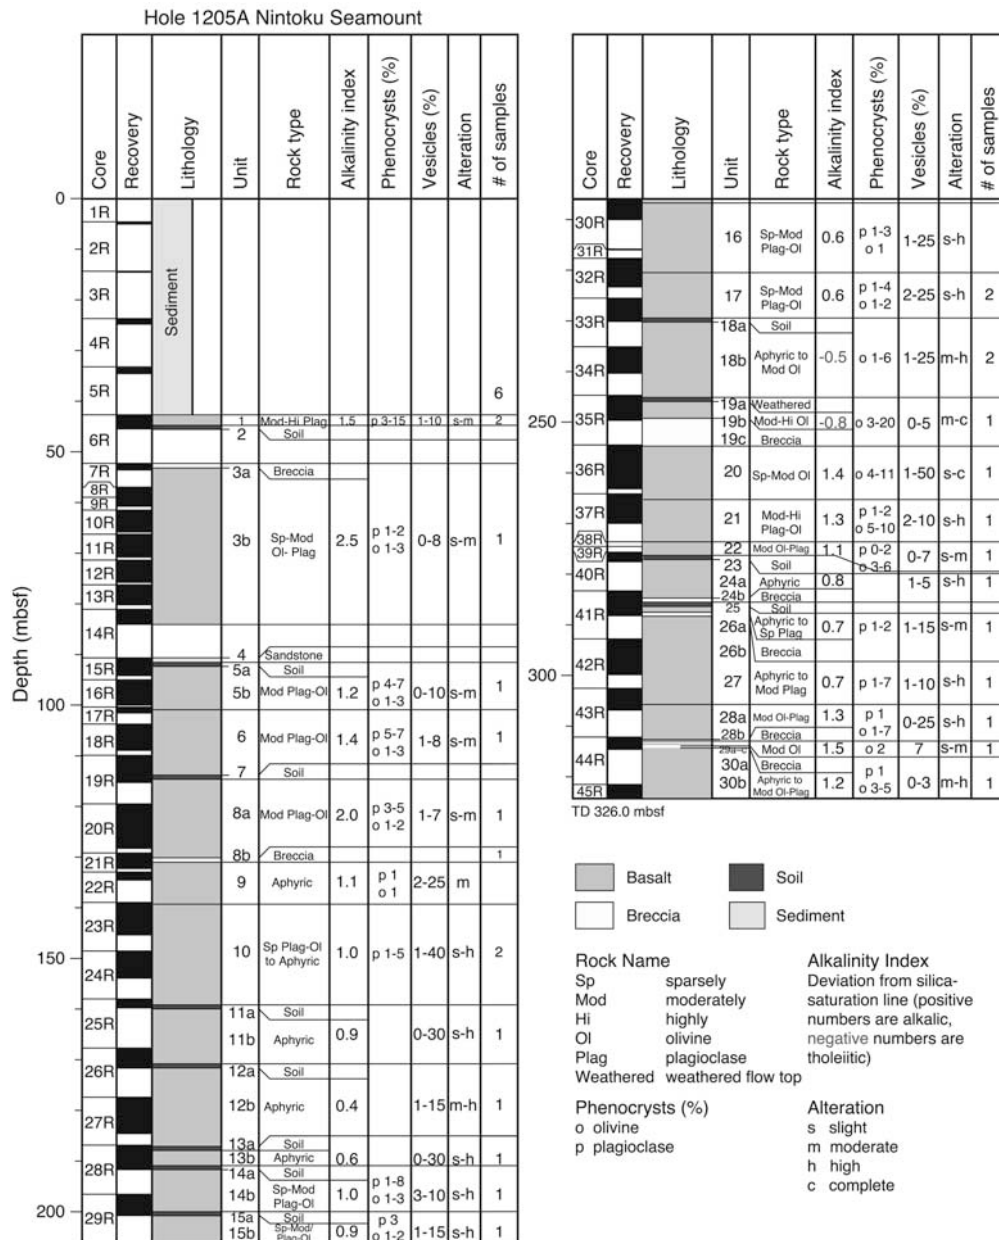 Hole 1205A Nintoku Seamount
Core Recovery Lithology Unit Rock type Alkalinity index Phenocrysts (%) Vesicles (%) Alteration # of samples
Depth (mbsf)
0
50
100
150
200
1R
2R
3R
4R
5R
6R
7R
8R
9R
10R
11R
12R
13R
14R
15R
16R
17R
18R
19R
20R
21R
22R
23R
24R
25R
26R
27R
28R
29R
Sediment
6
1 Mod-Hi Plag 1.5 p 3-15 1-10 s-m 2
2 Soil
3a Breccia
3b Sp-Mod Ol- Plag 2.5 p 1-2 o 1-3 0-8 s-m 1
4 Sandstone
5a Soil
5b Mod Plag-Ol 1.2 p 4-7 o 1-3 0-10 s-m 1
6 Mod Plag-Ol 1.4 p 5-7 o 1-3 1-8 s-m 1
7 Soil
8a Mod Plag-Ol 2.0 p 3-5 o 1-2 1-7 s-m 1
8b Breccia 1
9 Aphyric 1.1 p 1 o 1 2-25 m
10 Sp Plag-Ol to Aphyric 1.0 p 1-5 1-40 s-h 2
11a Soil
11b Aphyric 0.9 0-30 s-h 1
12a Soil
12b Aphyric 0.4 1-15 m-h 1
13a Soil
13b Aphyric 0.6 0-30 s-h 1
14a Soil
14b Sp-Mod Plag-Ol 1.0 p 1-8 o 1-3 3-10 s-h 1
15a Soil
15b Sp-Mod/ Plag-Ol 0.9 p 3 o 1-2 1-15 s-h 1
Core Recovery Lithology Unit Rock type Alkalinity index Phenocrysts (%) Vesicles (%) Alteration # of samples
250
300
30R
31R
32R
33R
34R
35R
36R
37R
38R
39R
40R
41R
42R
43R
44R
45R
16 Sp-Mod Plag-Ol 0.6 p 1-3 o 1 1-25 s-h
17 Sp-Mod Plag-Ol 0.6 p 1-4 o 1-2 2-25 s-h 2
18a Soil
18b Aphyric to Mod Ol -0.5 o 1-6 1-25 m-h 2
19a Weathered
19b Mod-Hi Ol -0.8 o 3-20 0-5 m-c 1
19c Breccia
20 Sp-Mod Ol 1.4 o 4-11 1-50 s-c 1
21 Mod-Hi Plag-Ol 1.3 p 1-2 o 5-10 2-10 s-h 1
22 Mod Ol-Plag 1.1 p 0-2 o 3-6 0-7 s-m 1
23 Soil
24a Aphyric 0.8 1-5 s-h 1
24b Breccia
25 Soil
26a Aphyric to Sp Plag 0.7 p 1-2 1-15 s-m 1
26b Breccia
27 Aphyric to Mod Plag 0.7 p 1-7 1-10 s-h 1
28a Mod Ol-Plag 1.3 p 1 o 1-7 0-25 s-h 1
28b Breccia
29a-c Mod Ol 1.5 o 2 7 s-m 1
30a Breccia
30b Aphyric to Mod Ol-Plag 1.2 p 1 o 3-5 0-3 m-h 1
TD 326.0 mbsf
Basalt Soil
Breccia Sediment
Rock Name
Sp sparsely
Mod moderately
Hi highly
Ol olivine
Plag plagioclase
Weathered weathered flow top
Alkalinity Index
Deviation from silica-
saturation line (positive
numbers are alkalic,
negative numbers are
tholeiitic)
Phenocrysts (%)
o olivine
p plagioclase
Alteration
s slight
m moderate
h high
c complete